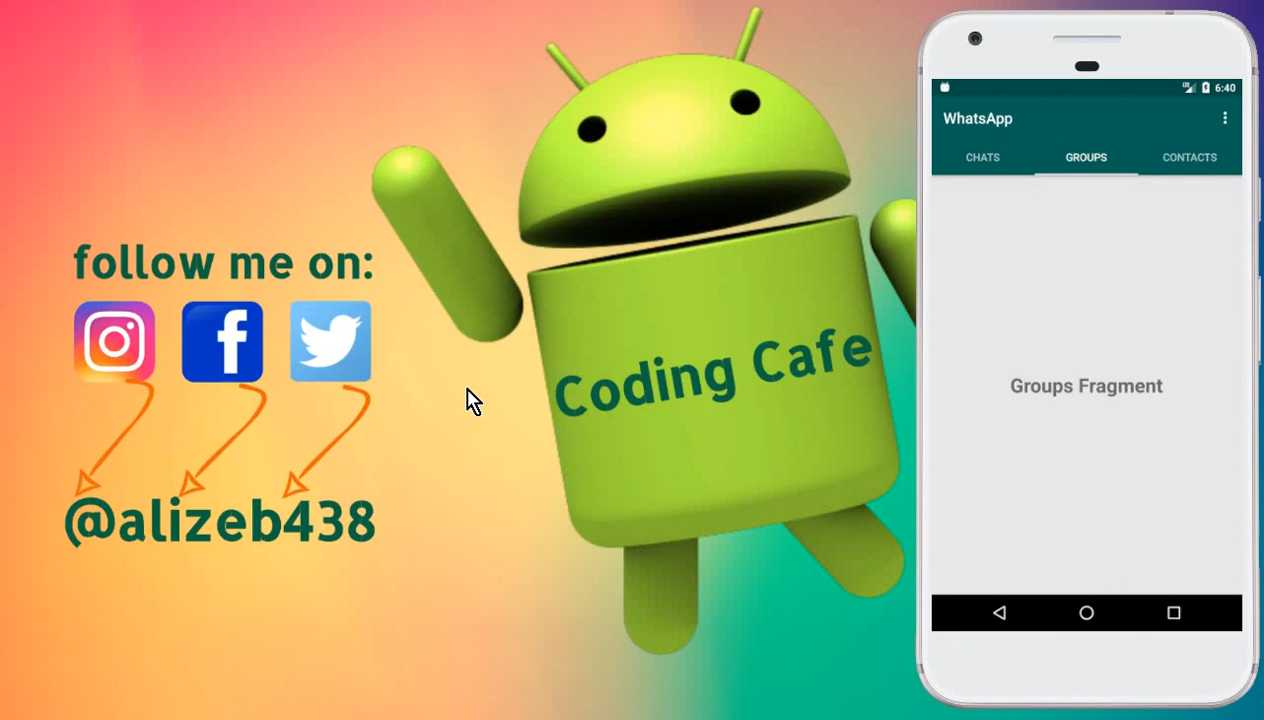 follow me on:
@alizeb438
Coding Cafe
6:40
WhatsApp
CHATS GROUPS CONTACTS
Groups Fragment